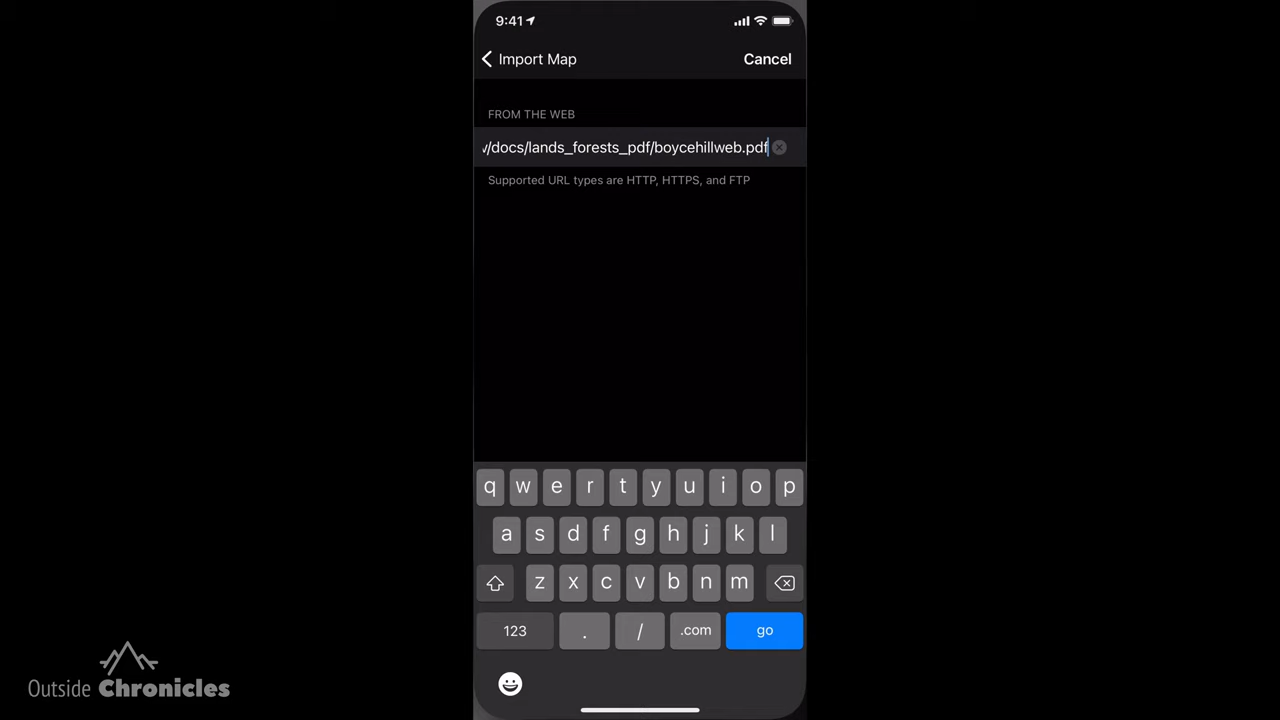 9:41
Import Map
Cancel
FROM THE WEB
/docs/lands_forests_pdf/boycehillweb.pdf
Supported URL types are HTTP, HTTPS, and FTP
q w e r t y u i o p
a s d f g h j k l
z x c v b n m
123 . / .com go
Outside Chronicles